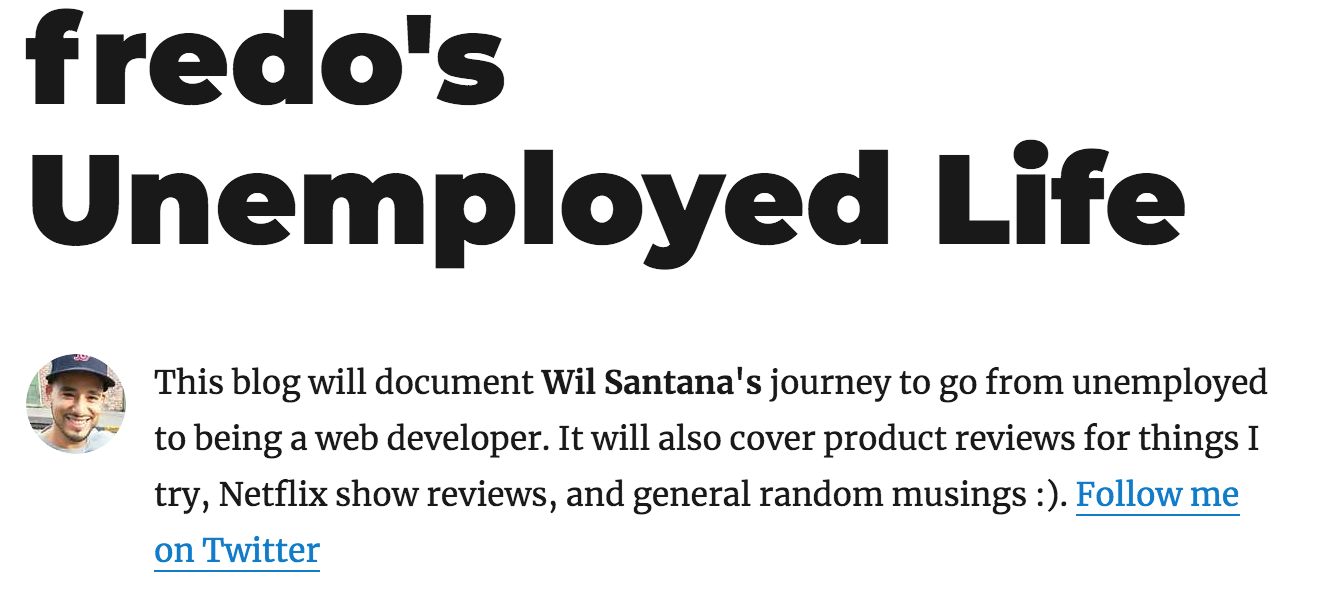 fredo's
Unemployed Life
This blog will document Wil Santana's journey to go from unemployed
to being a web developer. It will also cover product reviews for things I
try, Netflix show reviews, and general random musings :). Follow me
on Twitter